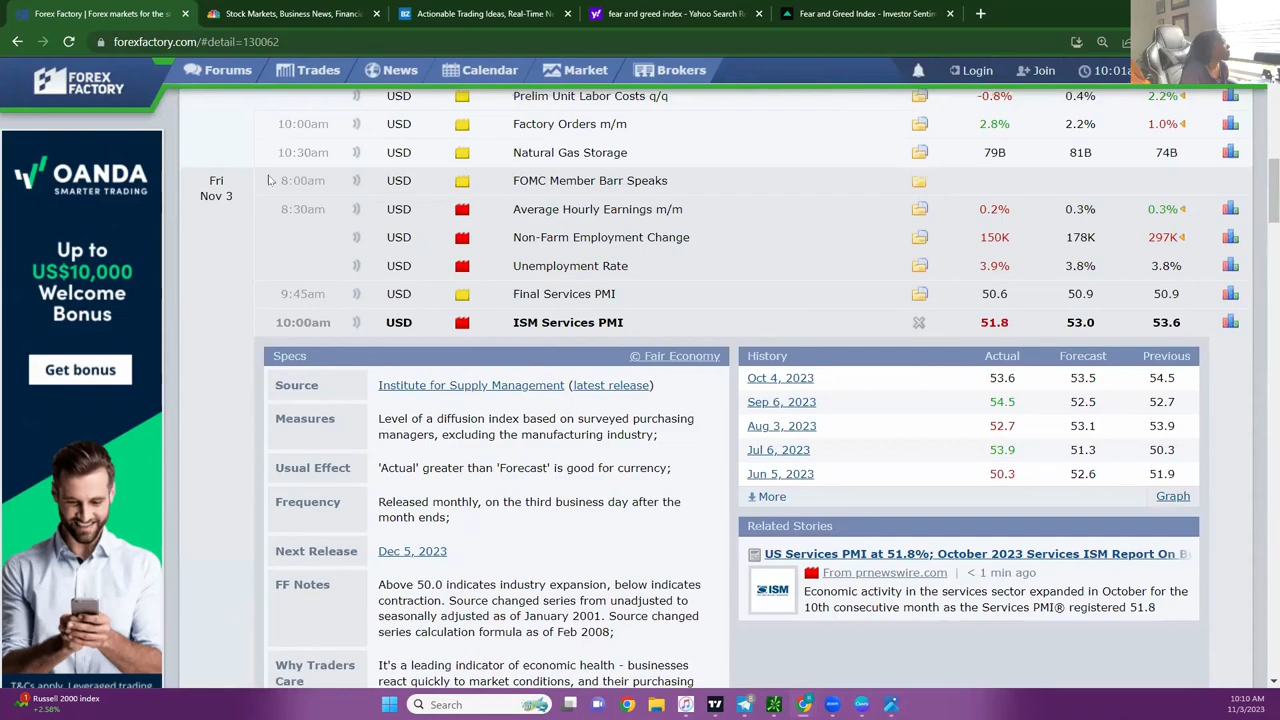 Forex Factory | Forex markets for the s
Stock Markets, Business News, Financi
Actionable Trading Ideas, Real-Time N
fear and greed index - Yahoo Search R
Fear and Greed Index - Investor Sentim
forexfactory.com/#detail=130062
FOREX
FACTORY
Forums
Trades
News
Calendar
Market
Brokers
Login
Join
10:01a
USD
Labor Costs q/q
-0.8%
0.4%
2.2%
10:00am
USD
Factory Orders m/m
2.8%
2.2%
1.0%
10:30am
USD
Natural Gas Storage
79B
81B
74B
Fri
Nov 3
8:00am
USD
FOMC Member Barr Speaks
8:30am
USD
Average Hourly Earnings m/m
0.2%
0.3%
0.3%
USD
Non-Farm Employment Change
150K
178K
297K
USD
Unemployment Rate
3.9%
3.8%
3.8%
9:45am
USD
Final Services PMI
50.6
50.9
50.9
10:00am
USD
ISM Services PMI
51.8
53.0
53.6
Specs
© Fair Economy
Source
Institute for Supply Management (latest release)
Measures
Level of a diffusion index based on surveyed purchasing
managers, excluding the manufacturing industry;
Usual Effect
'Actual' greater than 'Forecast' is good for currency;
Frequency
Released monthly, on the third business day after the
month ends;
Next Release
Dec 5, 2023
FF Notes
Above 50.0 indicates industry expansion, below indicates
contraction. Source changed series from unadjusted to
seasonally adjusted as of January 2001. Source changed
series calculation formula as of Feb 2008;
Why Traders
Care
It's a leading indicator of economic health - businesses
react quickly to market conditions, and their purchasing
History
Actual
Forecast
Previous
Oct 4, 2023
53.6
53.5
54.5
Sep 6, 2023
54.5
52.5
52.7
Aug 3, 2023
52.7
53.1
53.9
Jul 6, 2023
53.9
51.3
50.3
Jun 5, 2023
50.3
52.6
51.9
More
Graph
Related Stories
US Services PMI at 51.8%; October 2023 Services ISM Report On B
ISM
From prnewswire.com | < 1 min ago
Economic activity in the services sector expanded in October for the
10th consecutive month as the Services PMI® registered 51.8
OANDA
SMARTER TRADING
Up to
US$10,000
Welcome
Bonus
Get bonus
T&Cs apply. Leveraged trading
1
Russell 2000 index
+2.58%
Search
10:10 AM
11/3/2023